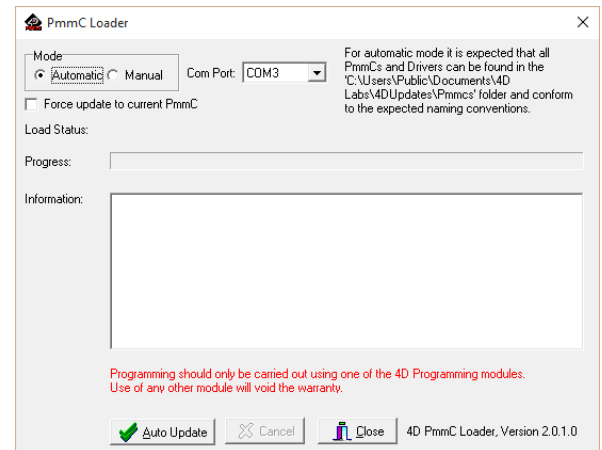 PmmC Loader
Mode
Automatic Manual
Com Port: COM3
For automatic mode it is expected that all
PmmCs and Drivers can be found in the
'C:\Users\Public\Documents\4D
Labs\4DUpdates\Pmmcs' folder and conform
to the expected naming conventions.
Force update to current PmmC
Load Status:
Progress:
Information:
Programming should only be carried out using one of the 4D Programming modules.
Use of any other module will void the warranty.
Auto Update Cancel Close 4D PmmC Loader, Version 2.0.1.0